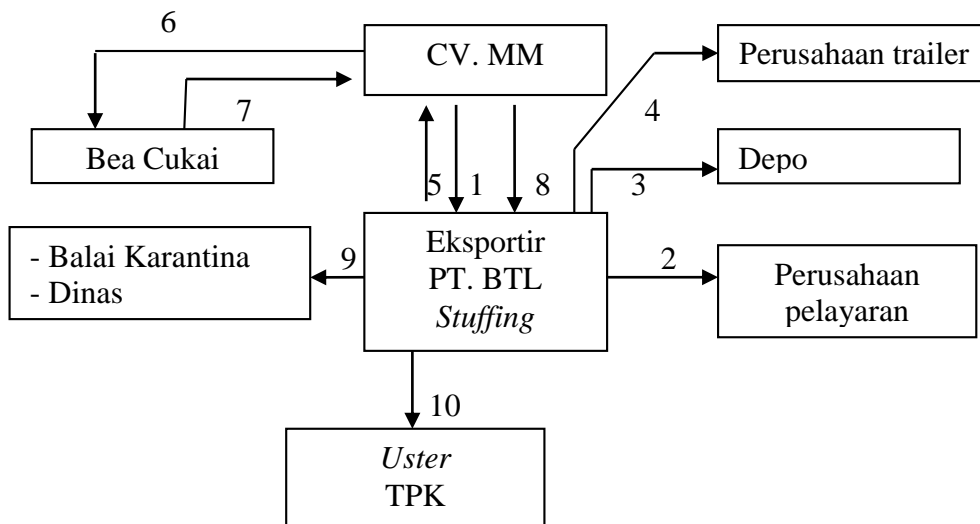 6
CV. MM
Perusahaan trailer
7
4
Bea Cukai
Depo
5
1
8
3
- Balai Karantina
- Dinas
9
Eksportir
PT. BTL
Stuffing
2
Perusahaan
pelayaran
10
Uster
TPK